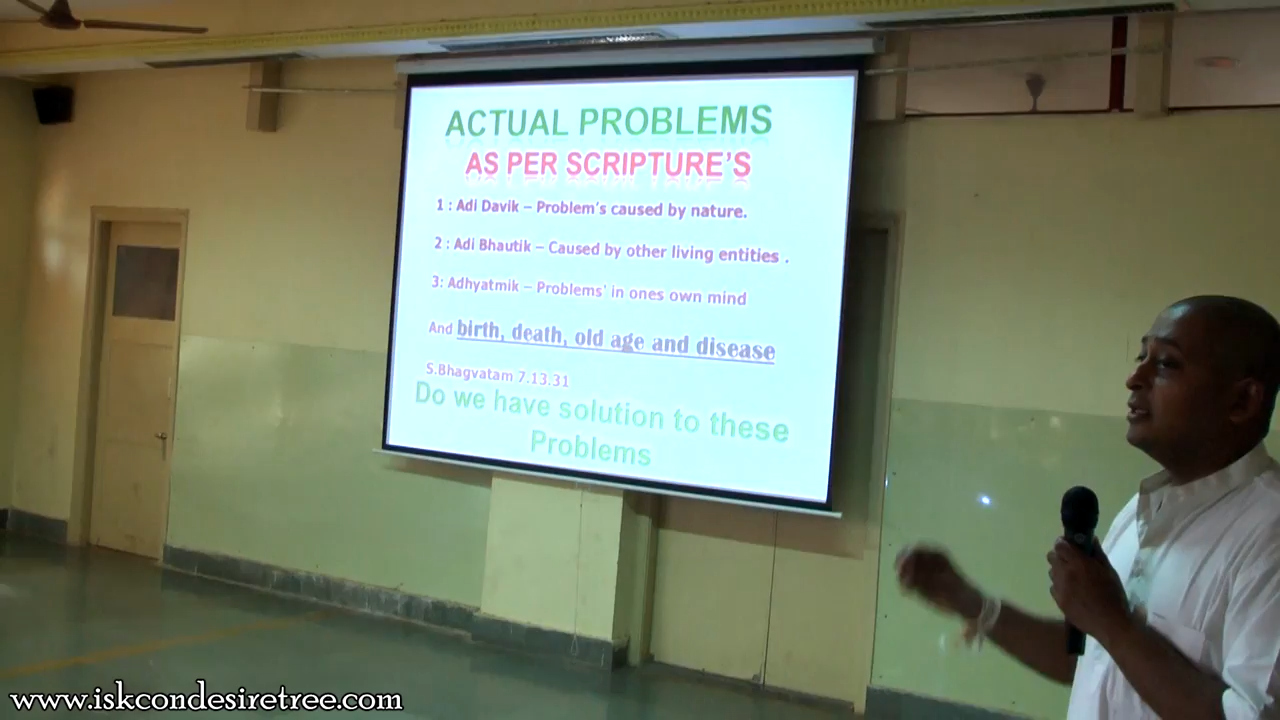 ACTUAL PROBLEMS
AS PER SCRIPTURE'S
1 : Adi Davik – Problem's caused by nature.
2 : Adi Bhautik – Caused by other living entities .
3: Adhyatmik – Problems' in ones own mind
And birth, death, old age and disease
S.Bhagvatam 7.13.31
Do we have solution to these
Problems
www.iskcondesiretree.com